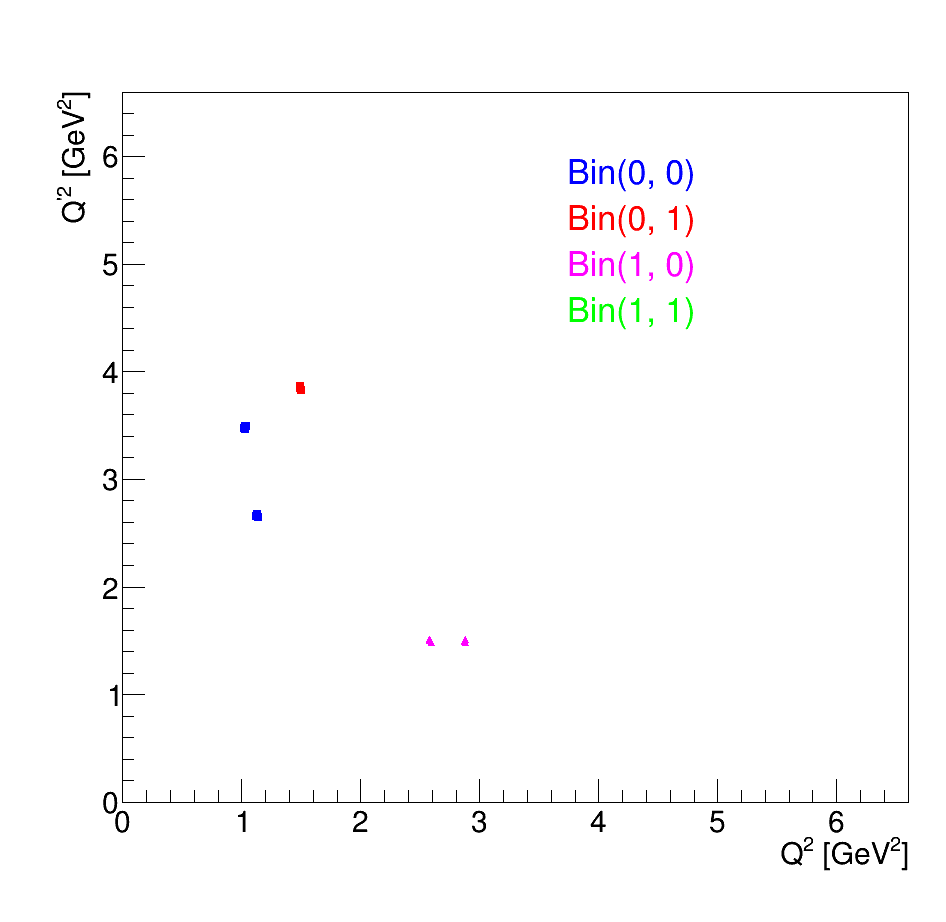 Q'2 [GeV2]
6
5
4
3
2
1
0
Bin(0, 0)
Bin(0, 1)
Bin(1, 0)
Bin(1, 1)
0 1 2 3 4 5 6
Q2 [GeV2]